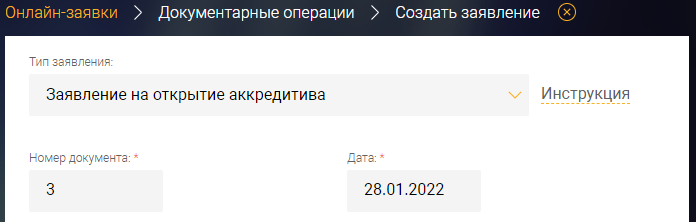 Онлайн-заявки > Документарные операции > Создать заявление
Тип заявления:
Заявление на открытие аккредитива
Инструкция
Номер документа: * Дата: *
3 28.01.2022